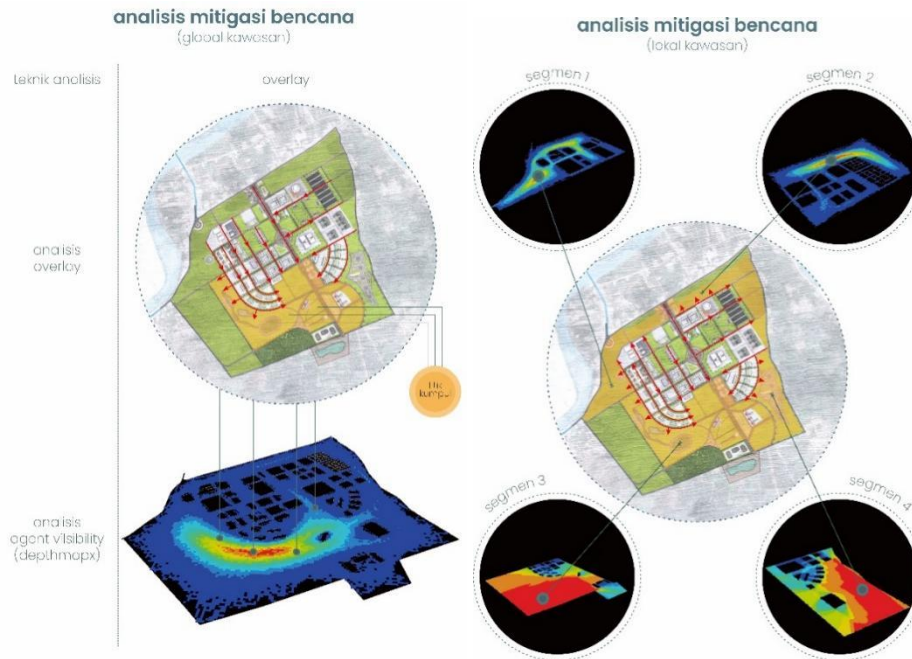 analisis mitigasi bencana
(global kawasan)
teknik analisis
overlay
analisis
overlay
titik
kumpul
analisis
agent vilsibility
(depthmapx)
analisis mitigasi bencana
(lokal kawasan)
segmen 1
segmen 2
segmen 3
segmen 4